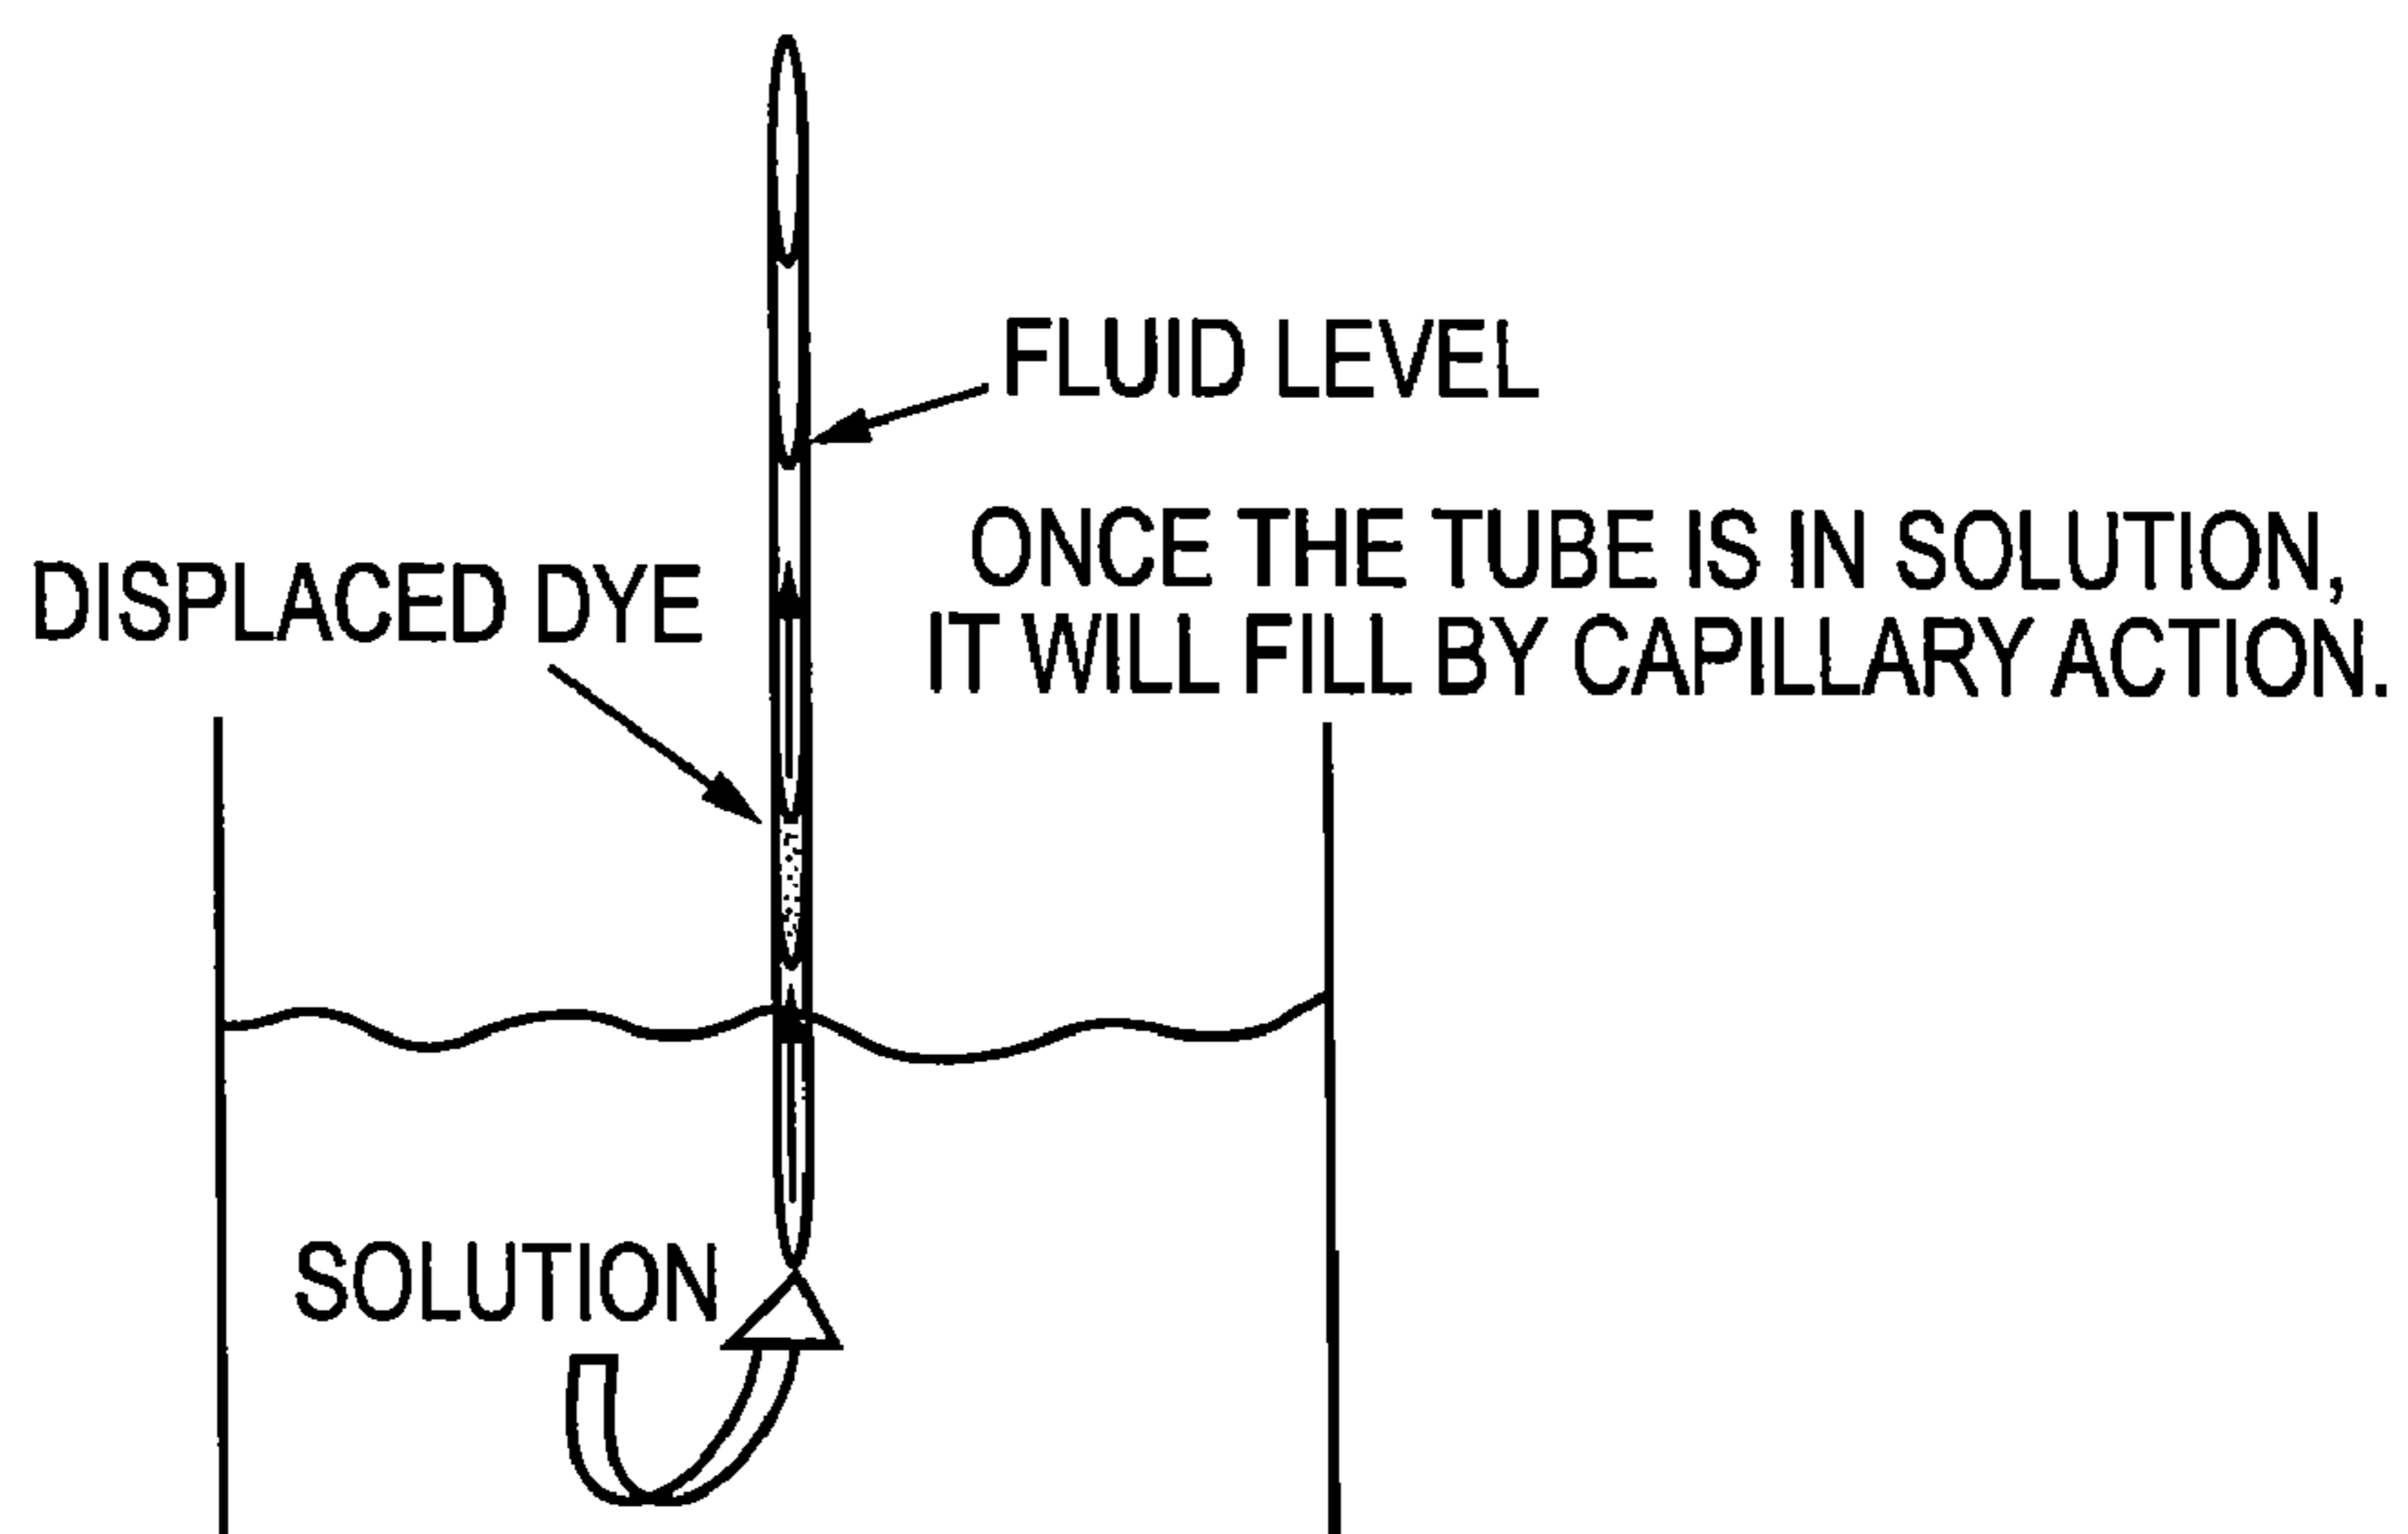 FLUID LEVEL
ONCE THE TUBE IS IN SOLUTION,
IT WILL FILL BY CAPILLARY ACTION.
DISPLACED DYE
SOLUTION